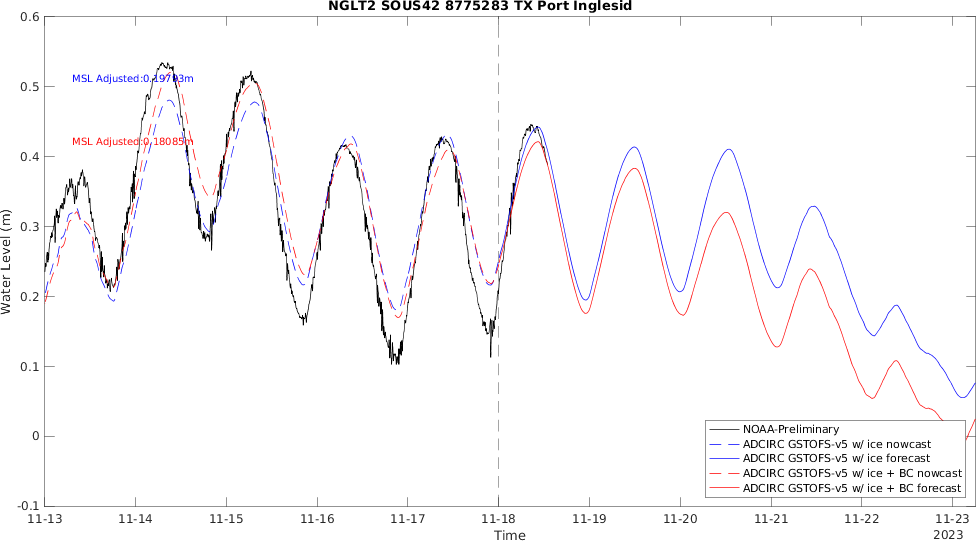 NGLT2 SOUS42 8775283 TX Port Inglesid
0.6
0.5
0.4
0.3
0.2
0.1
0
-0.1
Water Level (m)
MSL Adjusted:0.19793m
MSL Adjusted:0.18085m
NOAA-Preliminary
ADCIRC GSTOFS-v5 w/ ice nowcast
ADCIRC GSTOFS-v5 w/ ice forecast
ADCIRC GSTOFS-v5 w/ ice + BC nowcast
ADCIRC GSTOFS-v5 w/ ice + BC forecast
11-13 11-14 11-15 11-16 11-17 11-18 11-19 11-20 11-21 11-22 11-23
Time
2023